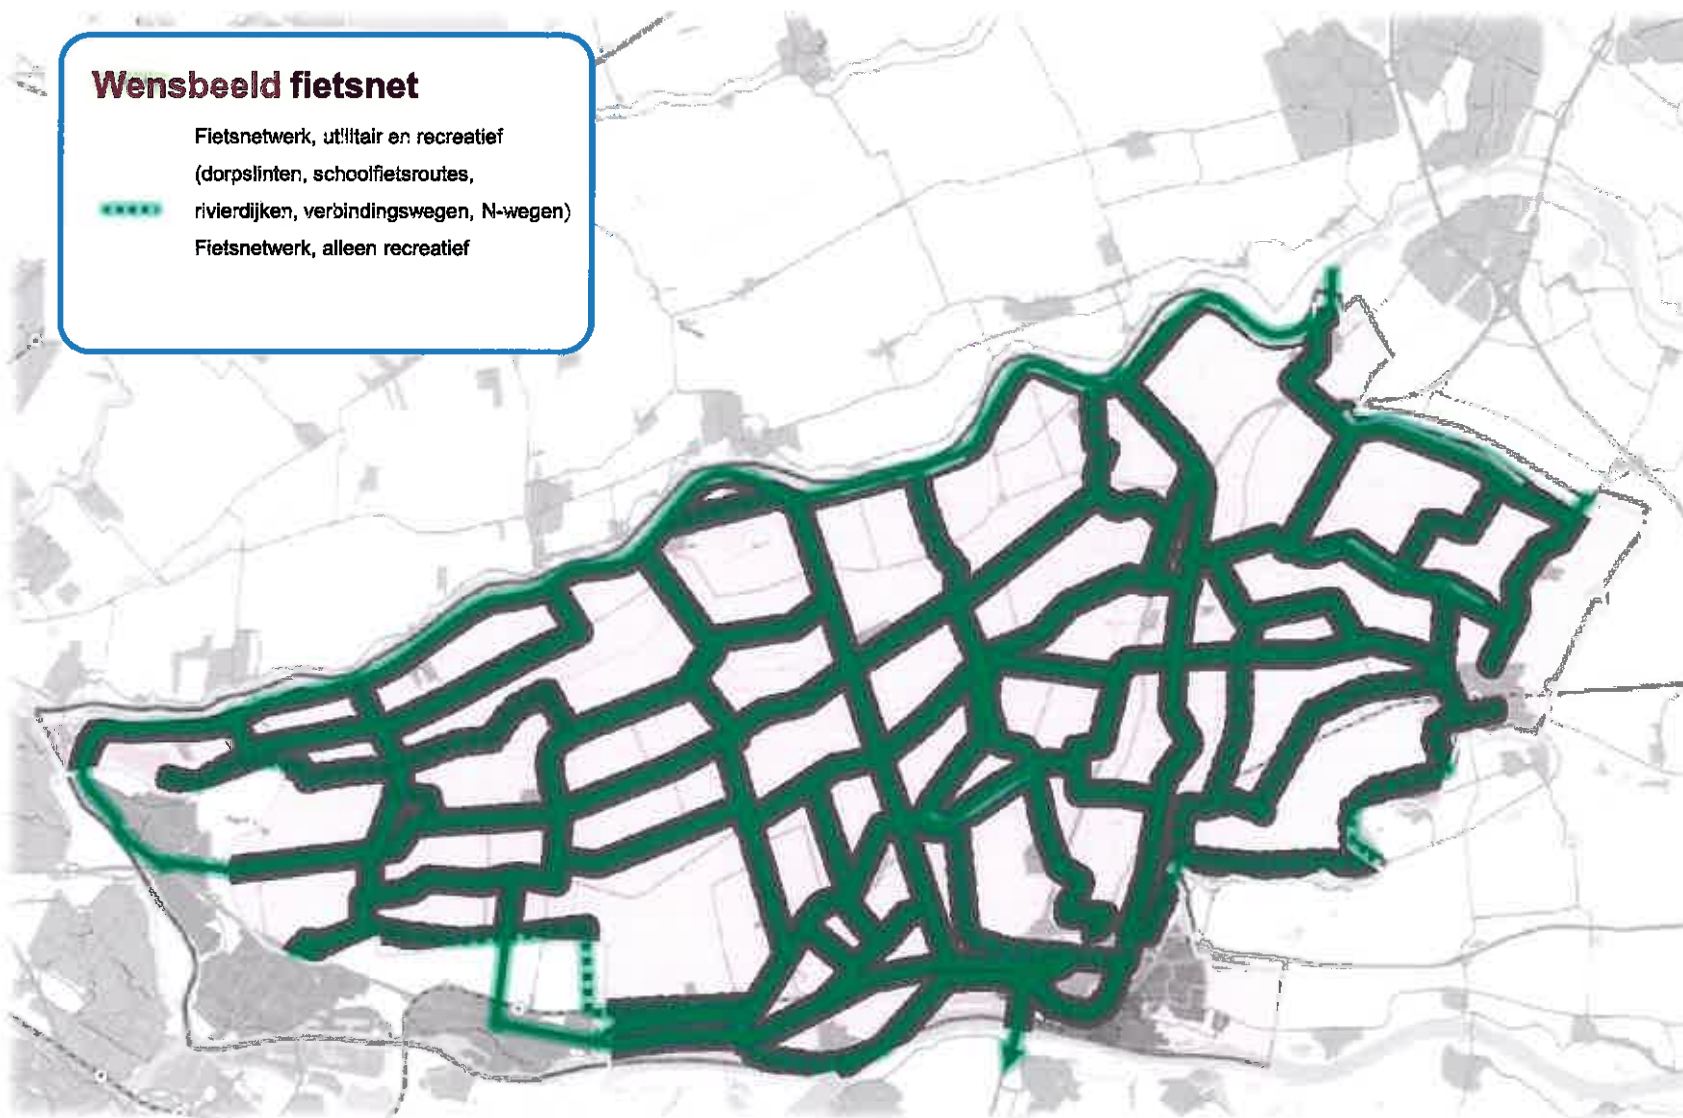 Wensbeeld fietsnet
Fietsnetwerk, utilitair en recreatief
(dorpslinten, schoolfietsroutes,
rivierdijken, verbindingswegen, N-wegen)
Fietsnetwerk, alleen recreatief